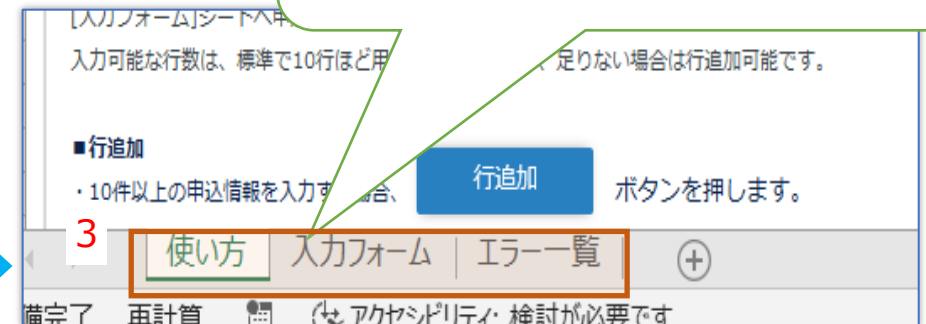 [入力フォーム]シートへ
入力可能な行数は、標準で10行ほど用 足りない場合は行追加可能です。
■行追加
・10件以上の申込情報を入力す 場合、 行追加 ボタンを押します。
3 使い方 入力フォーム エラー一覧
備完了 再計算 アクセシビリティ: 検討が必要です